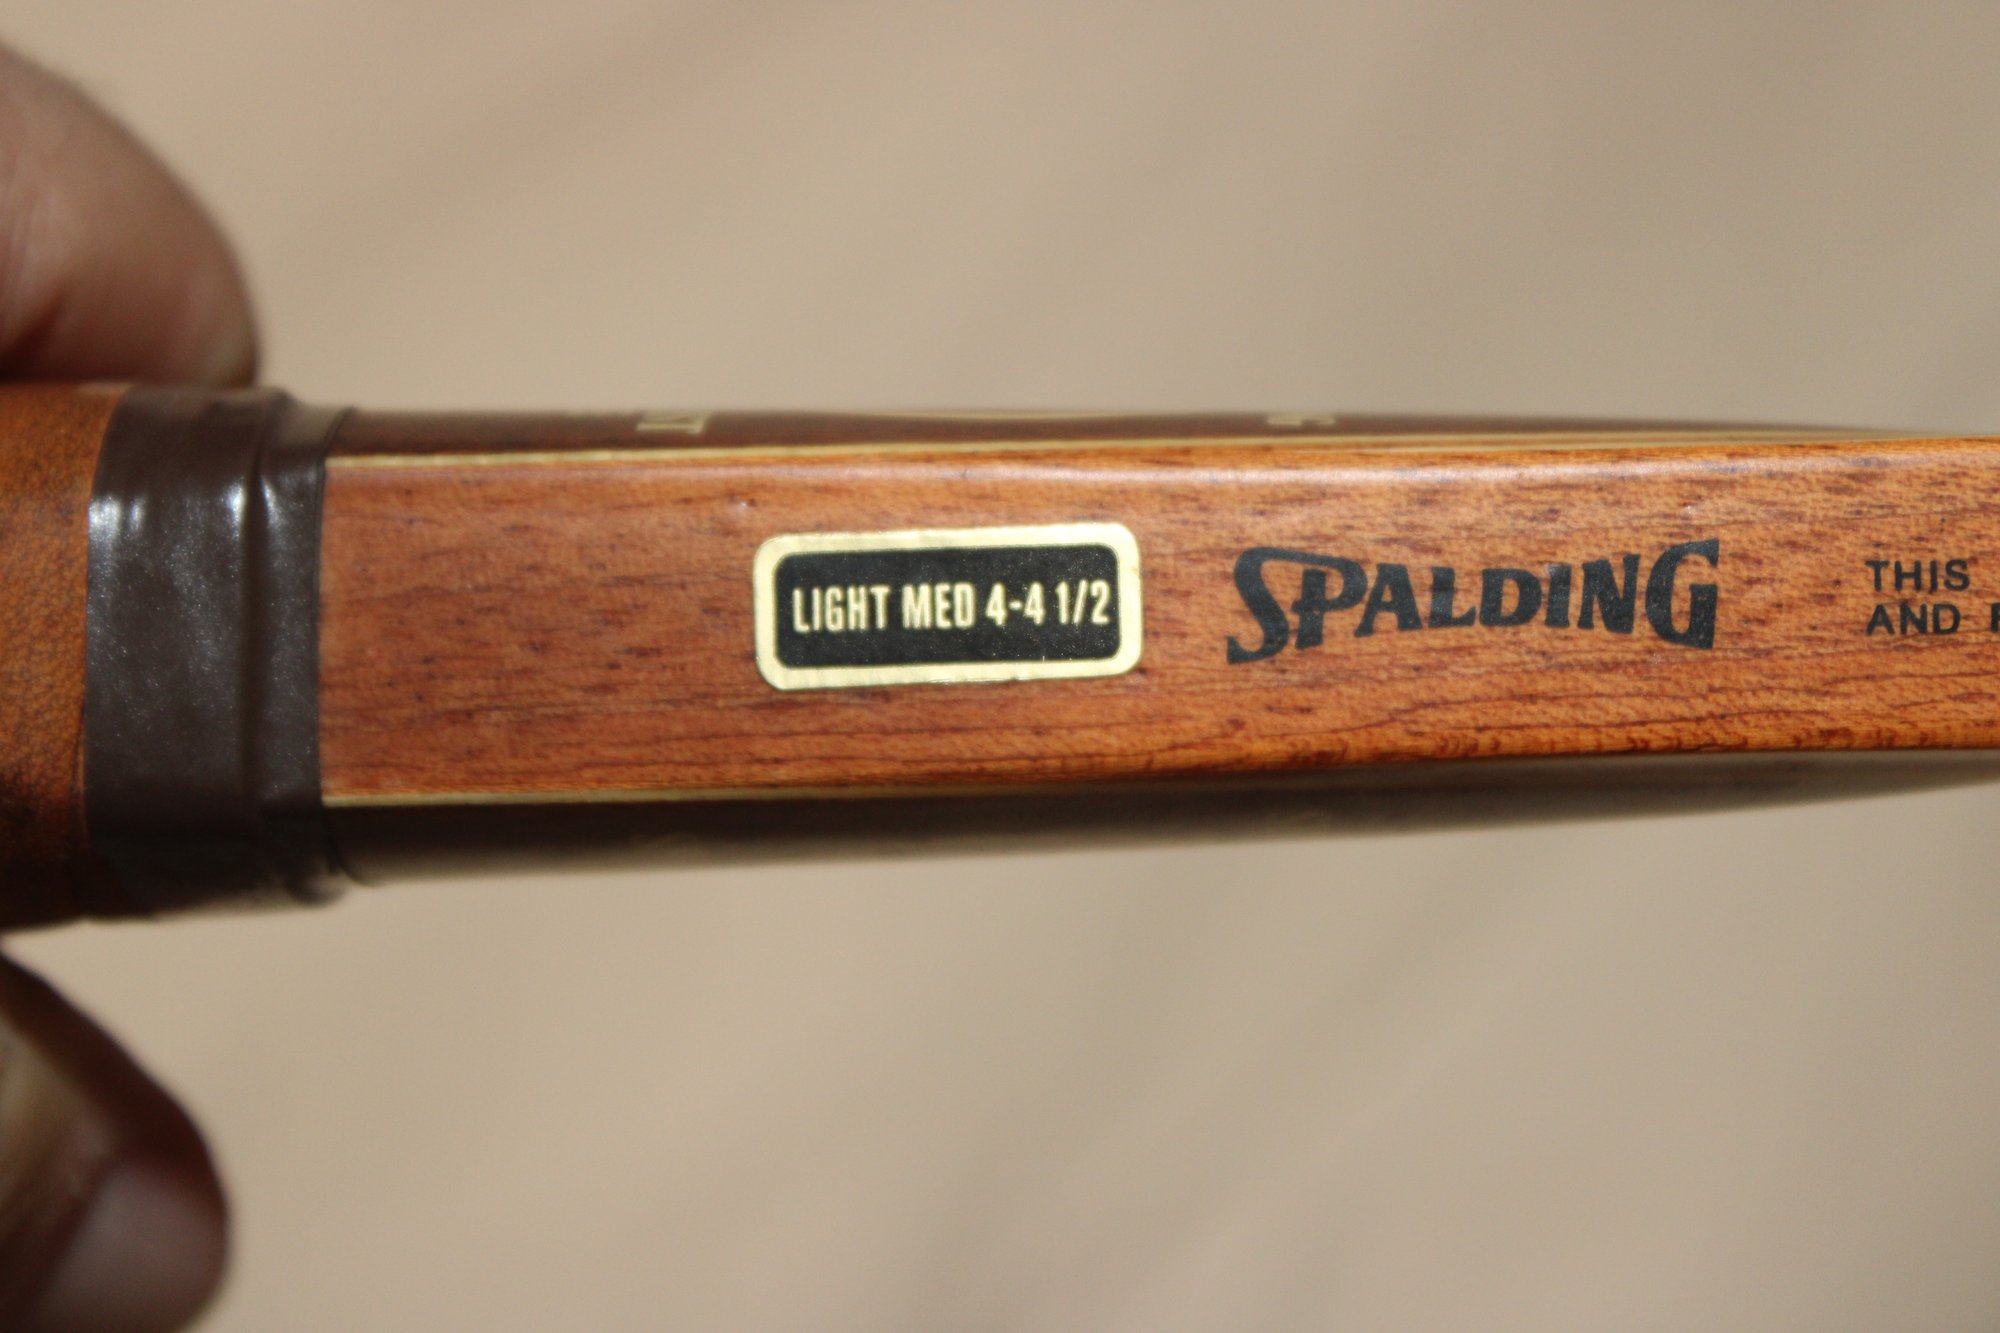 LIGHT MED 4-4 1/2
SPALDING
THIS
AND